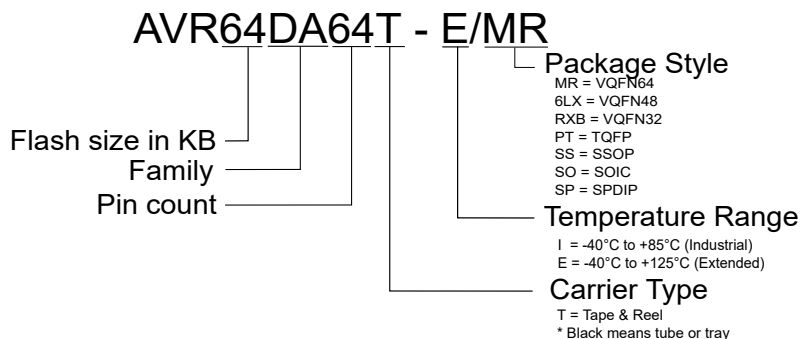 AVR64DA64T - E/MR
Package Style
MR = VQFN64
6LX = VQFN48
RXB = VQFN32
PT = TQFP
SS = SSOP
SO = SOIC
SP = SPDIP
Flash size in KB
Family
Pin count
Temperature Range
I = -40°C to +85°C (Industrial)
E = -40°C to +125°C (Extended)
Carrier Type
T = Tape & Reel
* Black means tube or tray